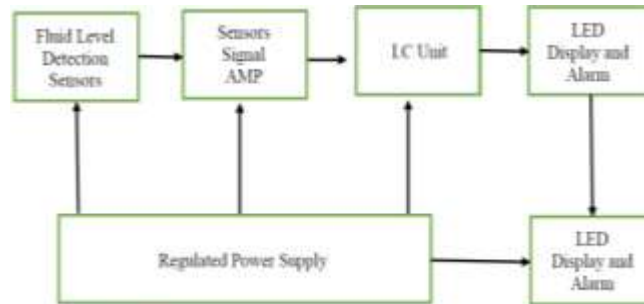 Fluid Level
Detection
Sensors
Sensors
Signal
AMP
I.C Unit
LED
Display and
Alarm
Regulated Power Supply
LED
Display and
Alarm